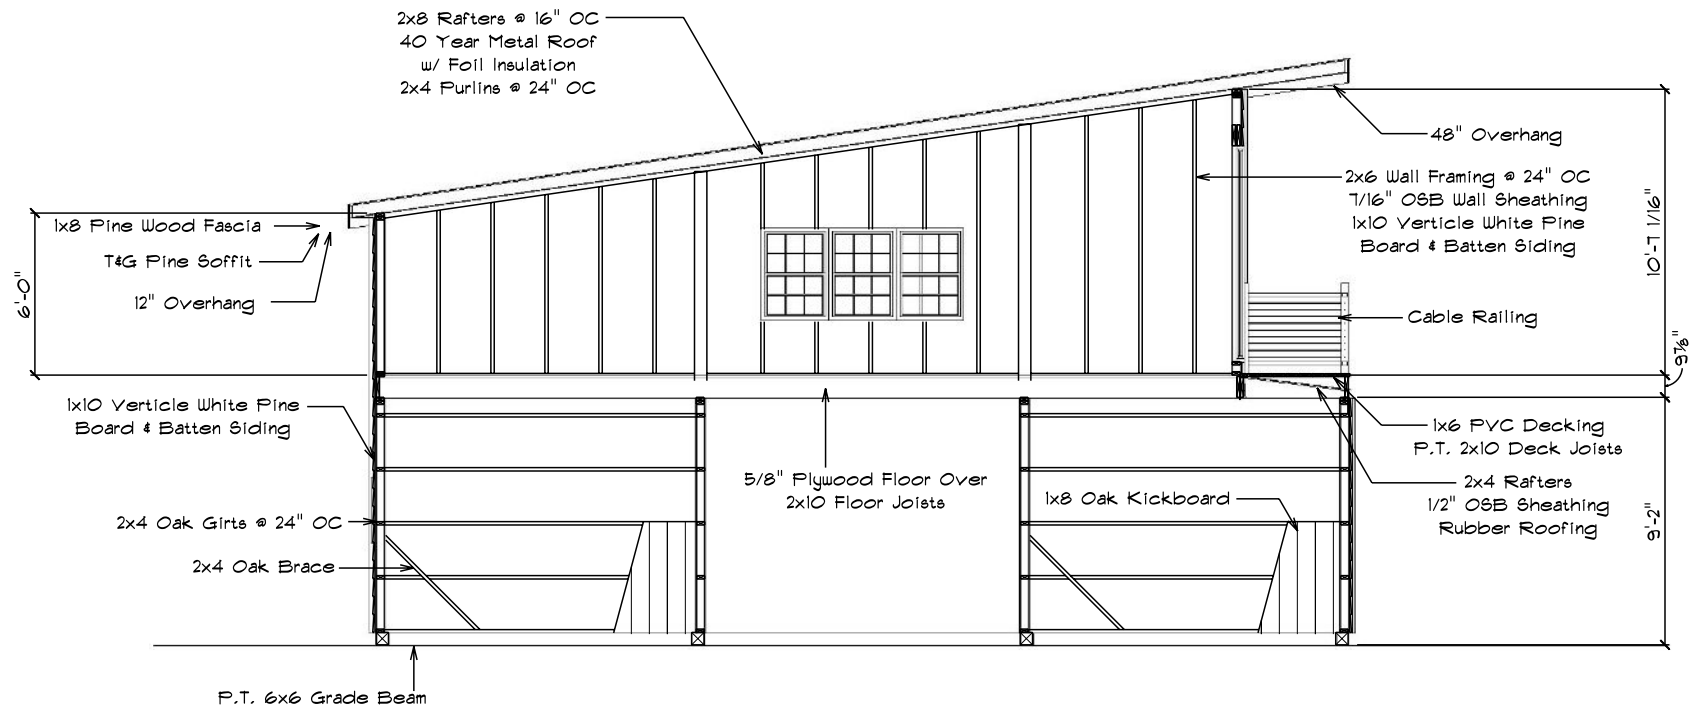 2x8 Rafters @ 16" OC
40 Year Metal Roof
w/ Foil Insulation
2x4 Purlins @ 24" OC
48" Overhang
2x6 Wall Framing @ 24" OC
7/16" OSB Wall Sheathing
1x10 Verticle White Pine
Board & Batten Siding
10'-7 1/16"
1x8 Pine Wood Fascia
T&G Pine Soffit
12" Overhang
6'-0"
Cable Railing
9⅞"
1x10 Verticle White Pine
Board & Batten Siding
1x6 PVC Decking
P.T. 2x10 Deck Joists
5/8" Plywood Floor Over
2x10 Floor Joists
1x8 Oak Kickboard
2x4 Rafters
1/2" OSB Sheathing
Rubber Roofing
9'-2"
2x4 Oak Girts @ 24" OC
2x4 Oak Brace
P.T. 6x6 Grade Beam